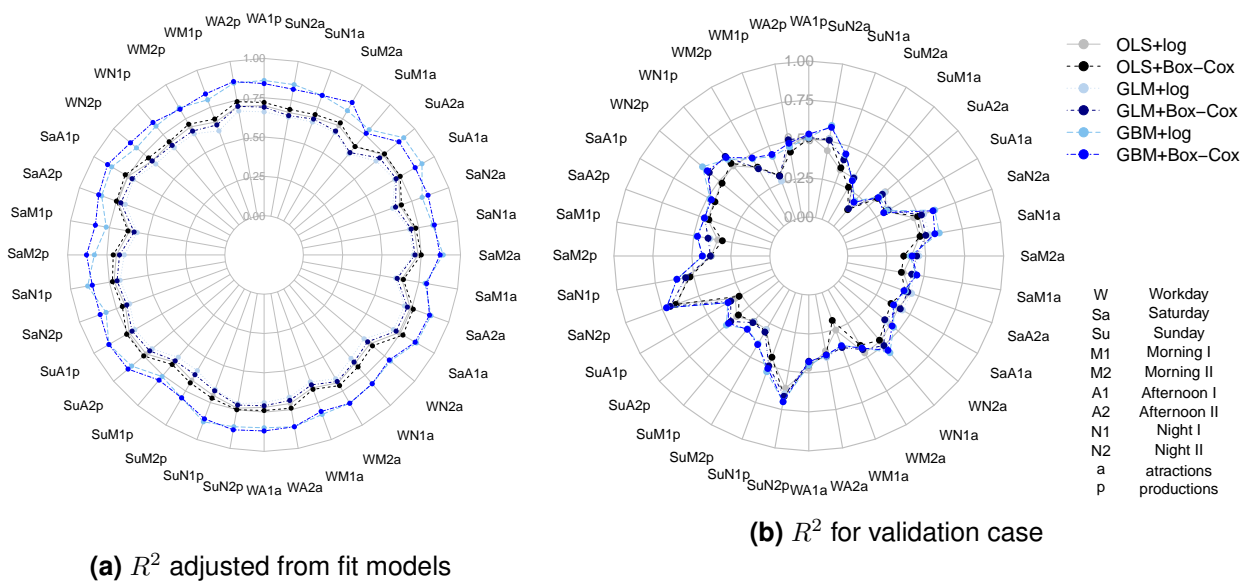 WA1p
SuN2a
SuN1a
SuM2a
SuM1a
SuA2a
SuA1a
SaN2a
SaN1a
SaM2a
SaM1a
SaA2a
SaA1a
WN2a
WN1a
WM2a
WM1a
WA2a
WA1a
SuN2p
SuN1p
SuM2p
SuM1p
SuA2p
SuA1p
SaN2p
SaN1p
SaM2p
SaM1p
SaA2p
SaA1p
WN2p
WN1p
WM2p
WM1p
WA2p
1.00
0.75
0.50
0.25
0.00
(a) R² adjusted from fit models
WA1p
SuN2a
SuN1a
SuM2a
SuM1a
SuA2a
SuA1a
SaN2a
SaN1a
SaM2a
SaM1a
SaA2a
SaA1a
WN2a
WN1a
WM2a
WM1a
WA2a
WA1a
SuN2p
SuN1p
SuM2p
SuM1p
SuA2p
SuA1p
SaN2p
SaN1p
SaM2p
SaM1p
SaA2p
SaA1p
WN2p
WN1p
WM2p
WM1p
WA2p
1.00
0.75
0.50
0.25
0.00
(b) R² for validation case
OLS+log
OLS+Box−Cox
GLM+log
GLM+Box−Cox
GBM+log
GBM+Box−Cox
W Workday
Sa Saturday
Su Sunday
M1 Morning I
M2 Morning II
A1 Afternoon I
A2 Afternoon II
N1 Night I
N2 Night II
a atractions
p productions